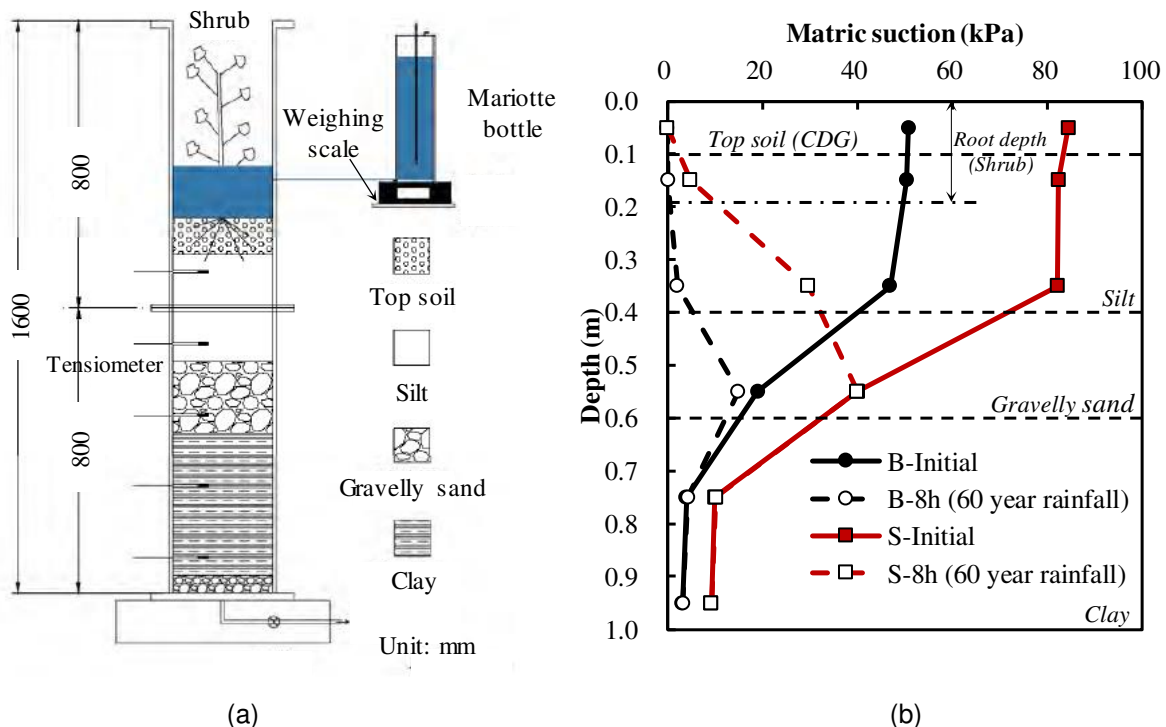 Shrub
Mariotte
bottle
Weighing
scale
800
1600
800
Tensiometer
Top soil
Silt
Gravelly sand
Clay
Unit: mm
(a)
Matric suction (kPa)
0 20 40 60 80 100
Depth (m)
0.0
0.1
0.2
0.3
0.4
0.5
0.6
0.7
0.8
0.9
1.0
Top soil (CDG)
Root depth
(Shrub)
Silt
Gravelly sand
B-Initial
B-8h (60 year rainfall)
S-Initial
S-8h (60 year rainfall)
Clay
(b)